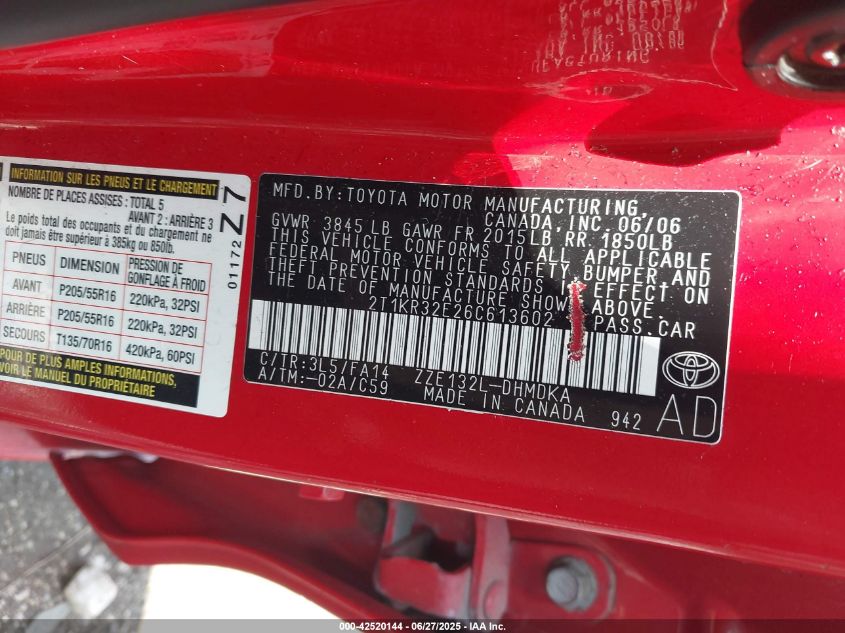 INFORMATION SUR LES PNEUS ET LE CHARGEMENT
NOMBRE DE PLACES ASSISES : TOTAL 5
AVANT 2 : ARRIÈRE 3
Le poids total des occupants et du chargement ne
doit jamais être supérieur à 385kg ou 850lb.
PNEUS DIMENSION PRESSION DE GONFLAGE À FROID
AVANT P205/55R16 220kPa, 32PSI
ARRIÈRE P205/55R16 220kPa, 32PSI
SECOURS T135/70R16 420kPa, 60PSI
POUR DE PLUS AMPLES INFORMATIONS,
VOIR LE MANUEL DU PROPRIÉTAIRE
01172 Z7
MFD.BY:TOYOTA MOTOR MANUFACTURING,
CANADA,INC. 06/06
GVWR 3845 LB GAWR FR 2015LB RR 1850LB
THIS VEHICLE CONFORMS TO ALL APPLICABLE
FEDERAL MOTOR VEHICLE SAFETY, BUMPER AND
THEFT PREVENTION STANDARDS IN EFFECT ON
THE DATE OF MANUFACTURE SHOWN ABOVE.
2T1KR32E26C613602 PASS.CAR
C/TR:3L5/FA14 ZZE132L-DHMDKA
A/TM:-02A/C59 MADE IN CANADA 942
TOYOTA
AD
000-42520144 - 06/27/2025 - IAA Inc.